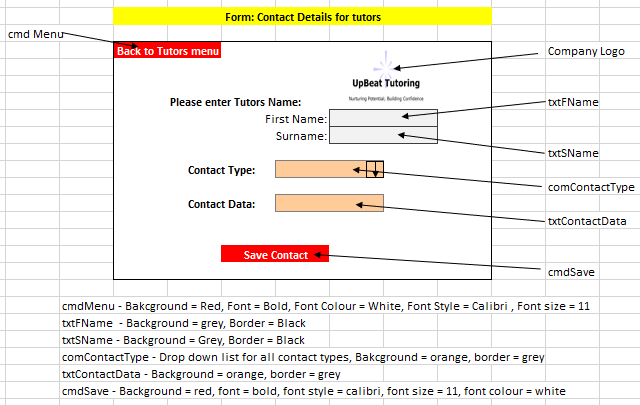 Form: Contact Details for tutors
cmd Menu
Back to Tutors menu
Company Logo
UpBeat Tutoring
Nurturing Potential, Building Confidence
Please enter Tutors Name:
txtFName
First Name:
Surname:
txtSName
Contact Type:
comContactType
Contact Data:
txtContactData
Save Contact
cmdSave
cmdMenu - Bakcground = Red, Font = Bold, Font Colour = White, Font Style = Calibri , Font size = 11
txtFName - Background = grey, Border = Black
txtSName - Background = Grey, Border = Black
comContactType - Drop down list for all contact types, Bakcground = orange, border = grey
txtContactData - Background = orange, border = grey
cmdSave - Background = red, font = bold, font style = calibri, font size = 11, font colour = white